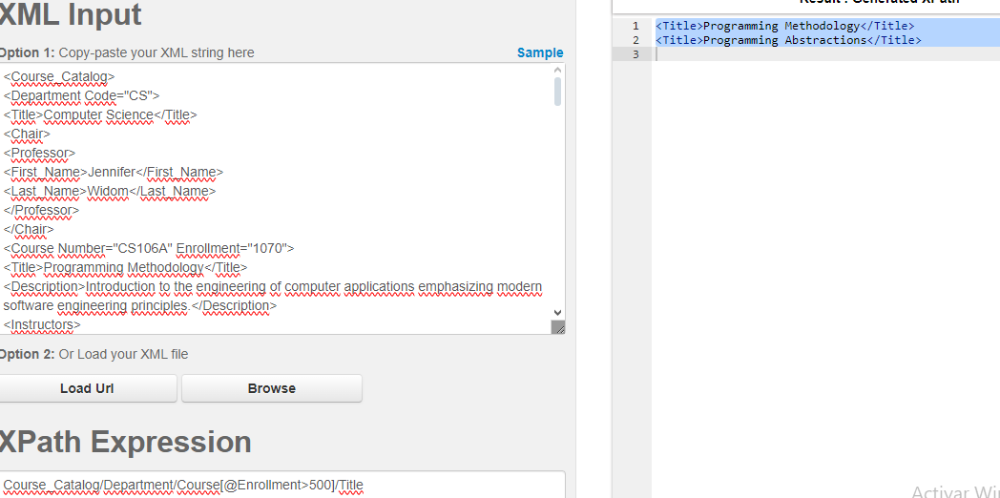 XML Input
Option 1: Copy-paste your XML string here
Sample
<Course_Catalog>
<Department Code="CS">
<Title>Computer Science</Title>
<Chair>
<Professor>
<First_Name>Jennifer</First_Name>
<Last_Name>Widom</Last_Name>
</Professor>
</Chair>
<Course Number="CS106A" Enrollment="1070">
<Title>Programming Methodology</Title>
<Description>Introduction to the engineering of computer applications emphasizing modern
software engineering principles.</Description>
<Instructors>
Option 2: Or Load your XML file
Load Url
Browse
XPath Expression
Course_Catalog/Department/Course[@Enrollment>500]/Title
Result : Generated XPath
1 <Title>Programming Methodology</Title>
2 <Title>Programming Abstractions</Title>
3
Activar Win